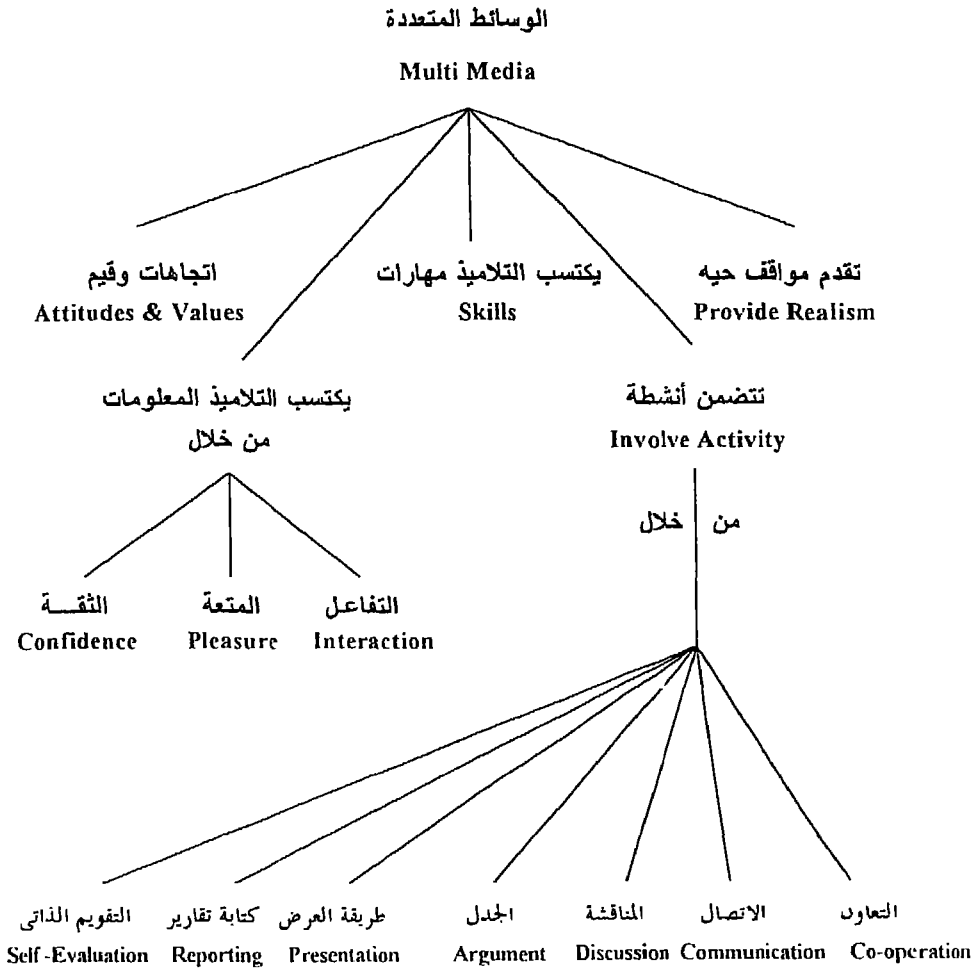 الوسائط المتعددة
Multi Media
تقدم مواقف حيه
Provide Realism
يكتسب التلاميذ مهارات
Skills
اتجاهات وقيم
Attitudes & Values
تتضمن أنشطة
Involve Activity
من خلال
يكتسب التلاميذ المعلومات
من خلال
التفاعل
Interaction
المتعة
Pleasure
الثقـــة
Confidence
التعاون
Co-operation
الاتصال
Communication
المناقشة
Discussion
الجدل
Argument
طريقة العرض
Presentation
كتابة تقارير
Reporting
التقويم الذاتى
Self-Evaluation